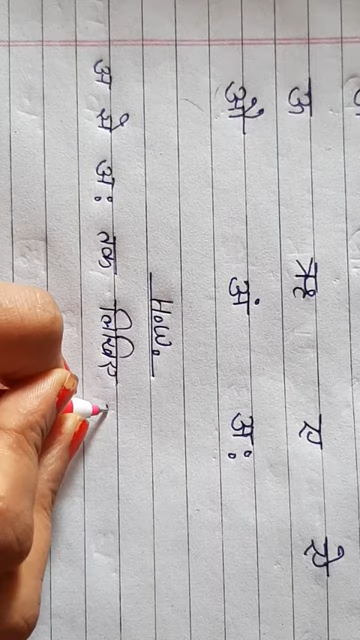 ऊ ऋ ए ऐ
औ अं अः
H.W.
अ से अः तक लिखिए